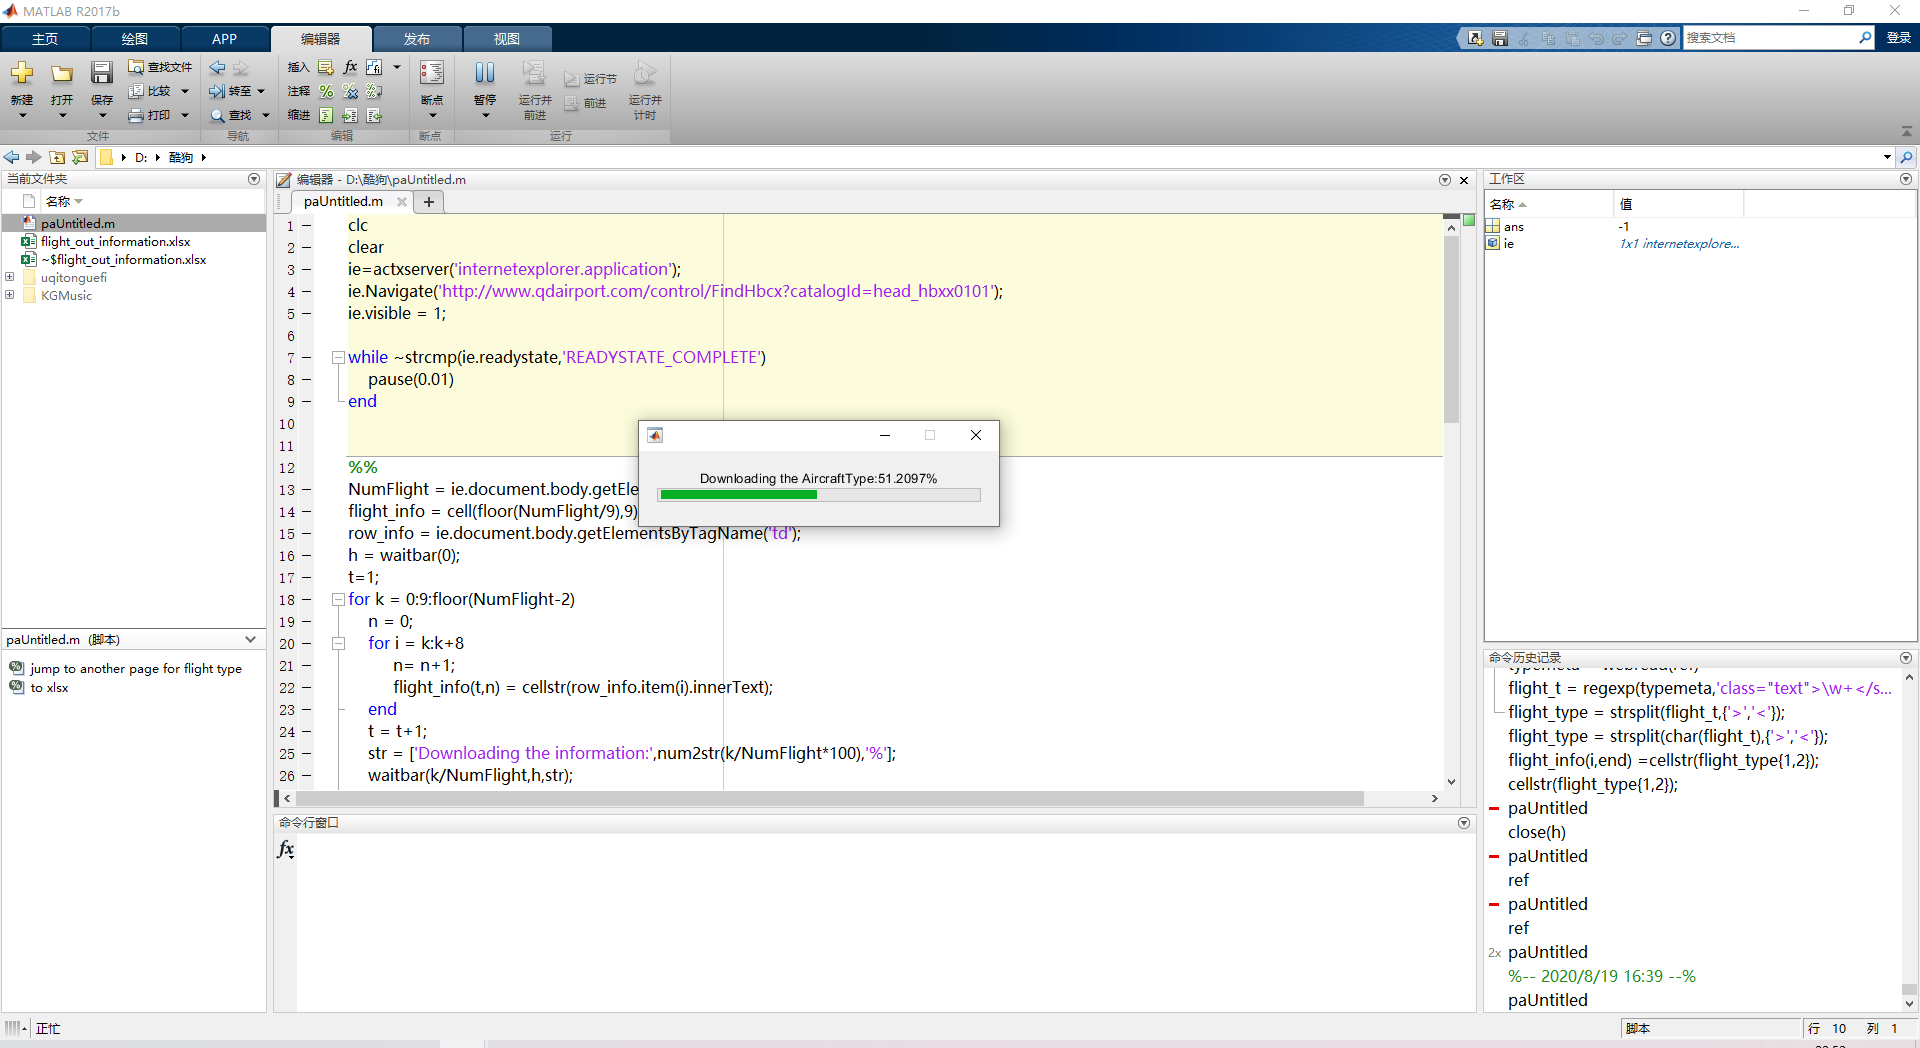 MATLAB R2017b
主页 绘图 APP 编辑器 发布 视图
搜索文档 登录
新建 打开 保存 查找文件 比较 打印 转至 查找 插入 fx 注释 缩进 断点 暂停 运行并前进 运行节 前进 运行并计时
文件 导航 编辑 断点 运行
D: 酷狗
当前文件夹
名称
paUntitled.m
flight_out_information.xlsx
~$flight_out_information.xlsx
uqitonguefi
KGMusic
paUntitled.m (脚本)
jump to another page for flight type
to xlsx
编辑器 - D:\酷狗\paUntitled.m
paUntitled.m
1 clc
2 clear
3 ie=actxserver('internetexplorer.application');
4 ie.Navigate('http://www.qdairport.com/control/FindHbcx?catalogId=head_hbxx0101');
5 ie.visible = 1;
6
7 while ~strcmp(ie.readystate,'READYSTATE_COMPLETE')
8 pause(0.01)
9 end
10
11
12 %%
13 NumFlight = ie.document.body.getEle
14 flight_info = cell(floor(NumFlight/9),9)
15 row_info = ie.document.body.getElementsByTagName('td');
16 h = waitbar(0);
17 t=1;
18 for k = 0:9:floor(NumFlight-2)
19 n = 0;
20 for i = k:k+8
21 n= n+1;
22 flight_info(t,n) = cellstr(row_info.item(i).innerText);
23 end
24 t = t+1;
25 str = ['Downloading the information:',num2str(k/NumFlight*100),'%'];
26 waitbar(k/NumFlight,h,str);
Downloading the AircraftType:51.2097%
命令行窗口
fx
工作区
名称 值
ans -1
ie 1x1 internetexplore...
命令历史记录
flight_t = regexp(typemeta,'class="text">\w+</s...
flight_type = strsplit(flight_t,{'>','<'});
flight_type = strsplit(char(flight_t),{'>','<'});
flight_info(i,end) =cellstr(flight_type{1,2});
cellstr(flight_type{1,2});
paUntitled
close(h)
paUntitled
ref
paUntitled
ref
2x paUntitled
%-- 2020/8/19 16:39 --%
paUntitled
正忙
脚本 行 10 列 1